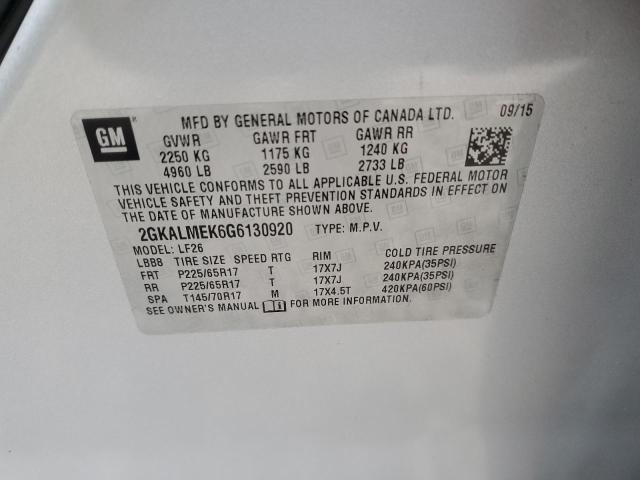 GM
MFD BY GENERAL MOTORS OF CANADA LTD. 09/15
GVWR GAWR FRT GAWR RR
2250 KG 1175 KG 1240 KG
4960 LB 2590 LB 2733 LB
THIS VEHICLE CONFORMS TO ALL APPLICABLE U.S. FEDERAL MOTOR
VEHICLE SAFETY AND THEFT PREVENTION STANDARDS IN EFFECT ON
THE DATE OF MANUFACTURE SHOWN ABOVE.
2GKALMEK6G6130920 TYPE: M.P.V.
MODEL: LF26
LBB8 TIRE SIZE SPEED RTG RIM COLD TIRE PRESSURE
FRT P225/65R17 T 17X7J 240KPA(35PSI)
RR P225/65R17 T 17X7J 240KPA(35PSI)
SPA T145/70R17 M 17X4.5T 420KPA(60PSI)
SEE OWNER'S MANUAL FOR MORE INFORMATION.